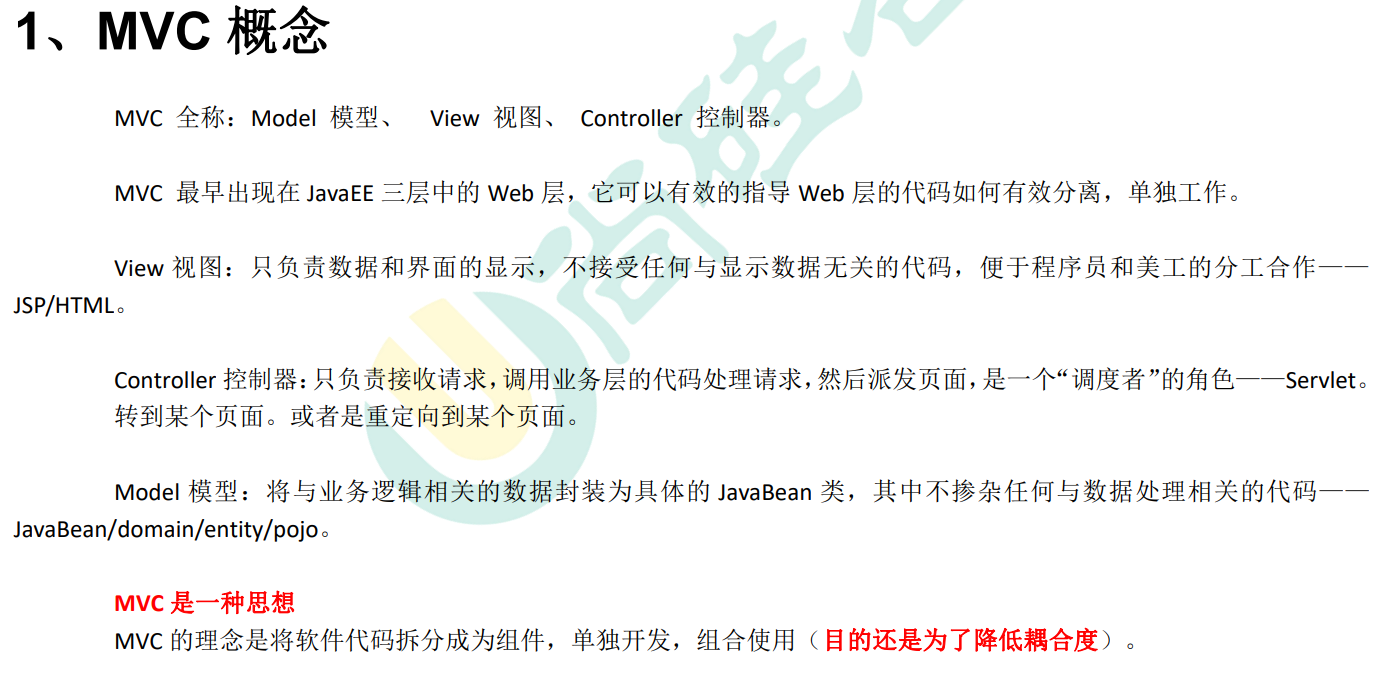 1、MVC 概念
MVC 全称：Model 模型、 View 视图、 Controller 控制器。
MVC 最早出现在 JavaEE 三层中的 Web 层，它可以有效的指导 Web 层的代码如何有效分离，单独工作。
View 视图：只负责数据和界面的显示，不接受任何与显示数据无关的代码，便于程序员和美工的分工合作——
JSP/HTML。
Controller 控制器：只负责接收请求，调用业务层的代码处理请求，然后派发页面，是一个“调度者”的角色——Servlet。
转到某个页面。或者是重定向到某个页面。
Model 模型：将与业务逻辑相关的数据封装为具体的 JavaBean 类，其中不掺杂任何与数据处理相关的代码——
JavaBean/domain/entity/pojo。
MVC 是一种思想
MVC 的理念是将软件代码拆分成为组件，单独开发，组合使用（目的还是为了降低耦合度）。
尚硅